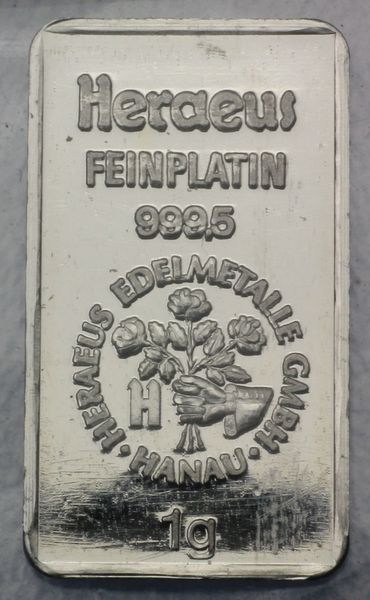 Heraeus
FEINPLATIN
999,5
HERAEUS EDELMETALLE GMBH
· HANAU ·
H
1g